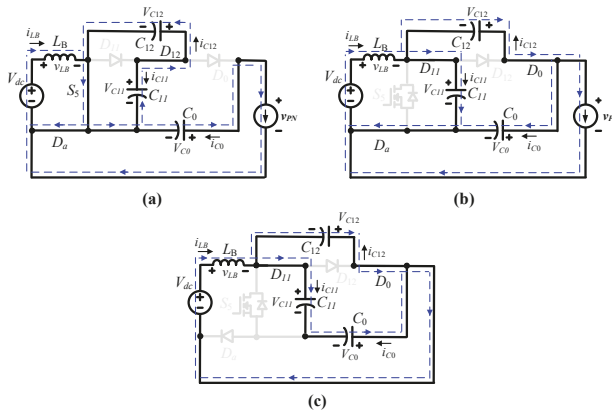 V_C12
i_LB
L_B
D_11
C_12
D_12
i_C12
D_0
V_dc
v_LB
S_5
i_C11
V_C11
C_11
C_0
v_PN
D_a
V_C0
i_C0
(a)
V_C12
i_LB
L_B
C_12
i_C12
D_12
V_dc
v_LB
D_11
D_0
S_5
i_C11
V_C11
C_11
C_0
D_a
V_C0
i_C0
(b)
V_C12
i_LB
L_B
C_12
i_C12
D_12
V_dc
v_LB
D_11
D_0
S_5
i_C11
V_C11
C_11
C_0
D_a
V_C0
i_C0
(c)